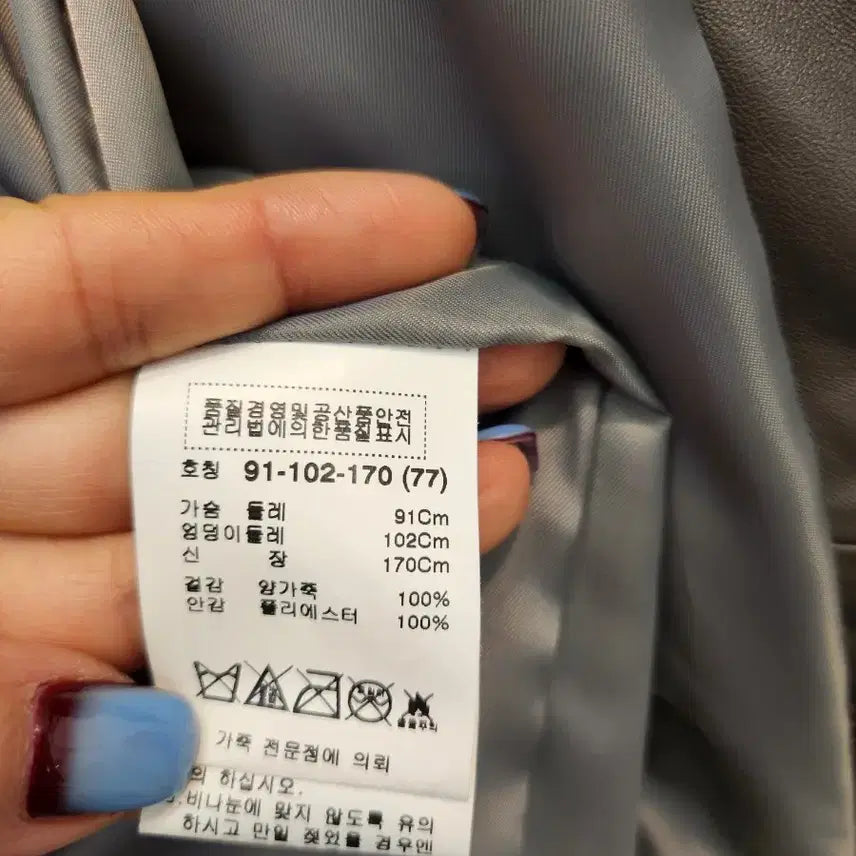 품질경영및공산품안전
관리법에의한품질표시
호칭 91-102-170 (77)
가슴 둘레 91Cm
엉덩이둘레 102Cm
신 장 170Cm
겉감 양가죽 100%
안감 폴리에스터 100%
가죽 전문점에 의뢰
의 하십시오.
비나눈에 맞지 않도록 유의
하시고 만일 젖었을 경우엔